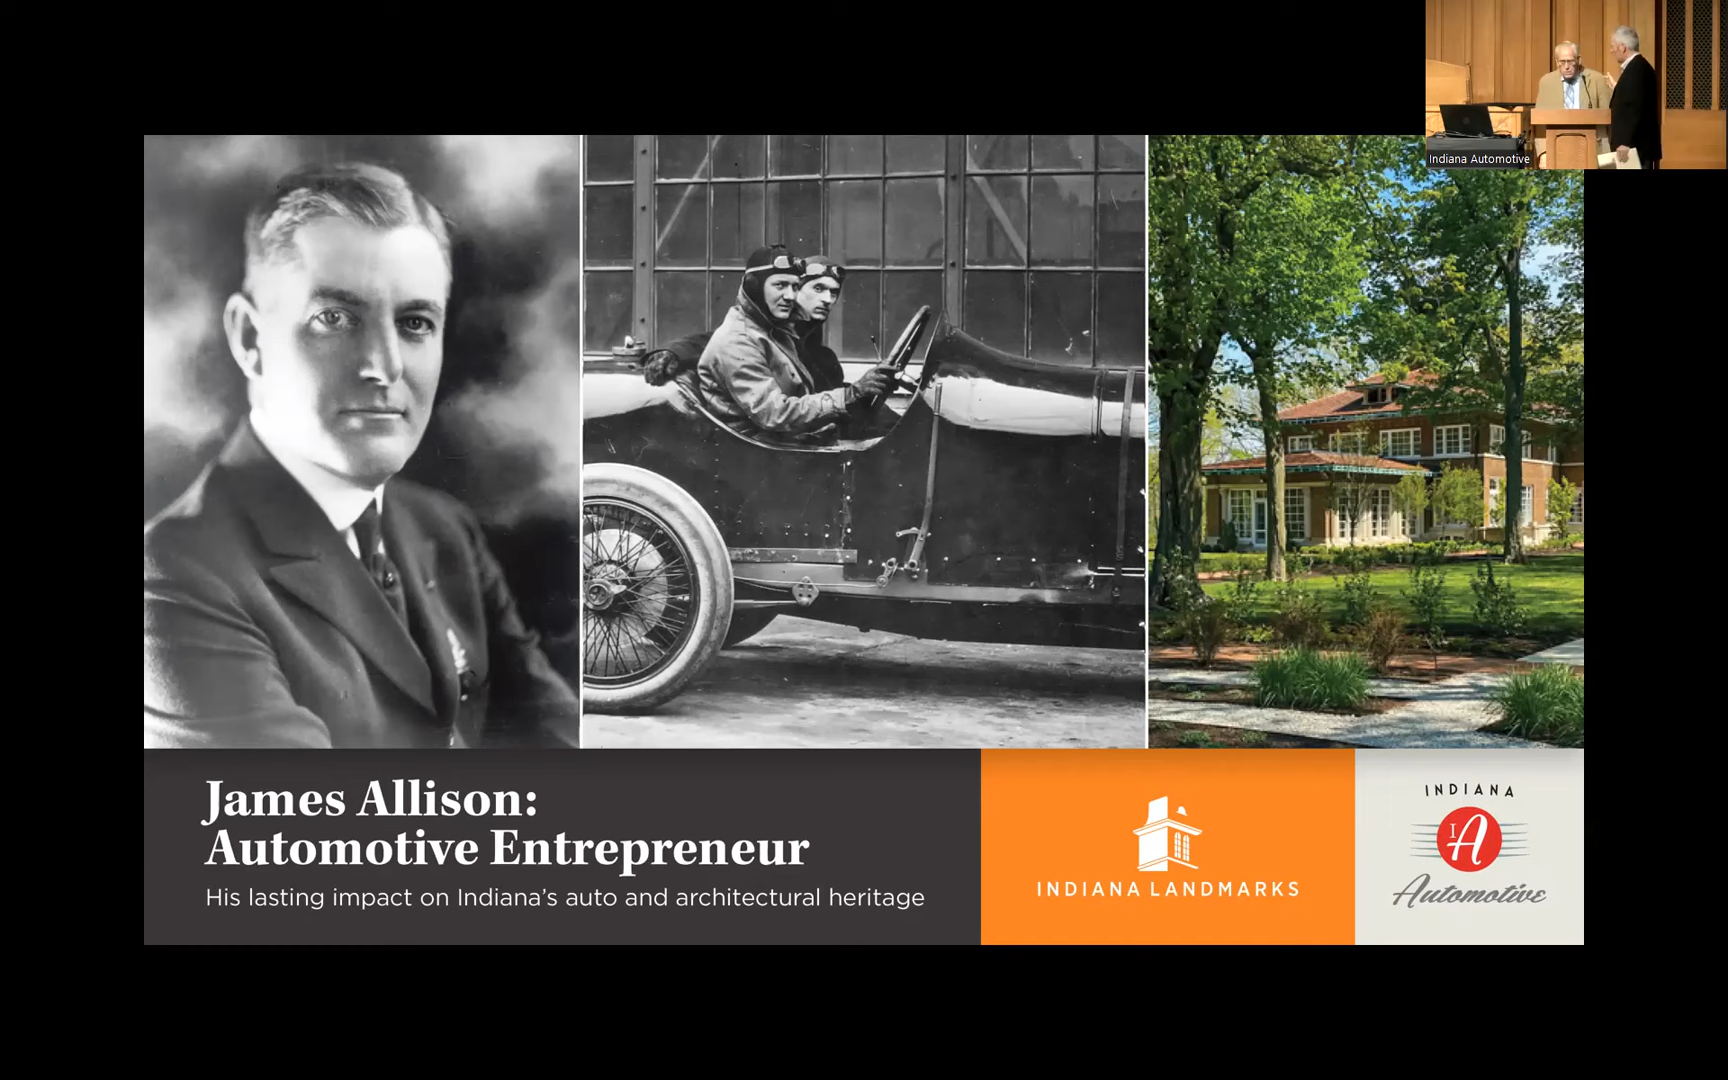 Indiana Automotive
James Allison:
Automotive Entrepreneur
His lasting impact on Indiana's auto and architectural heritage
INDIANA LANDMARKS
INDIANA
IA
Automotive